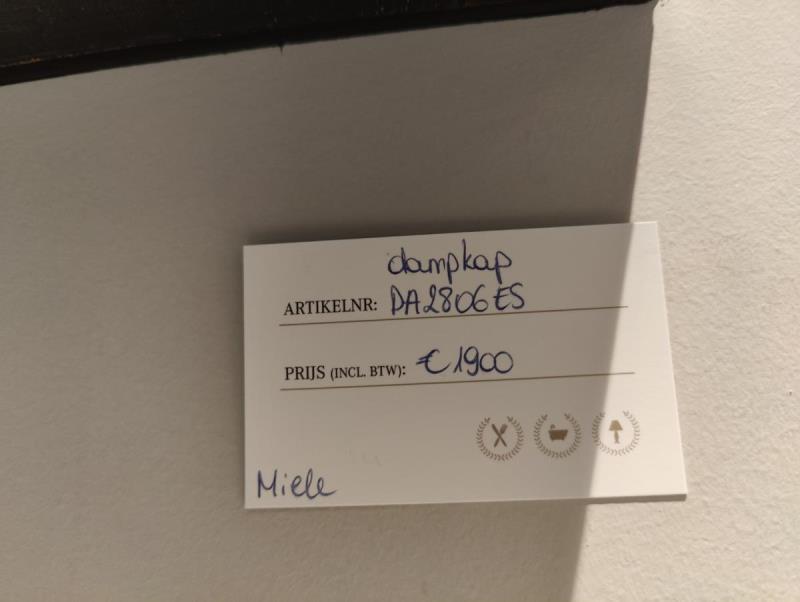 dampkap
ARTIKELNR: DA2806ES
PRIJS (INCL. BTW): € 1900
Miele